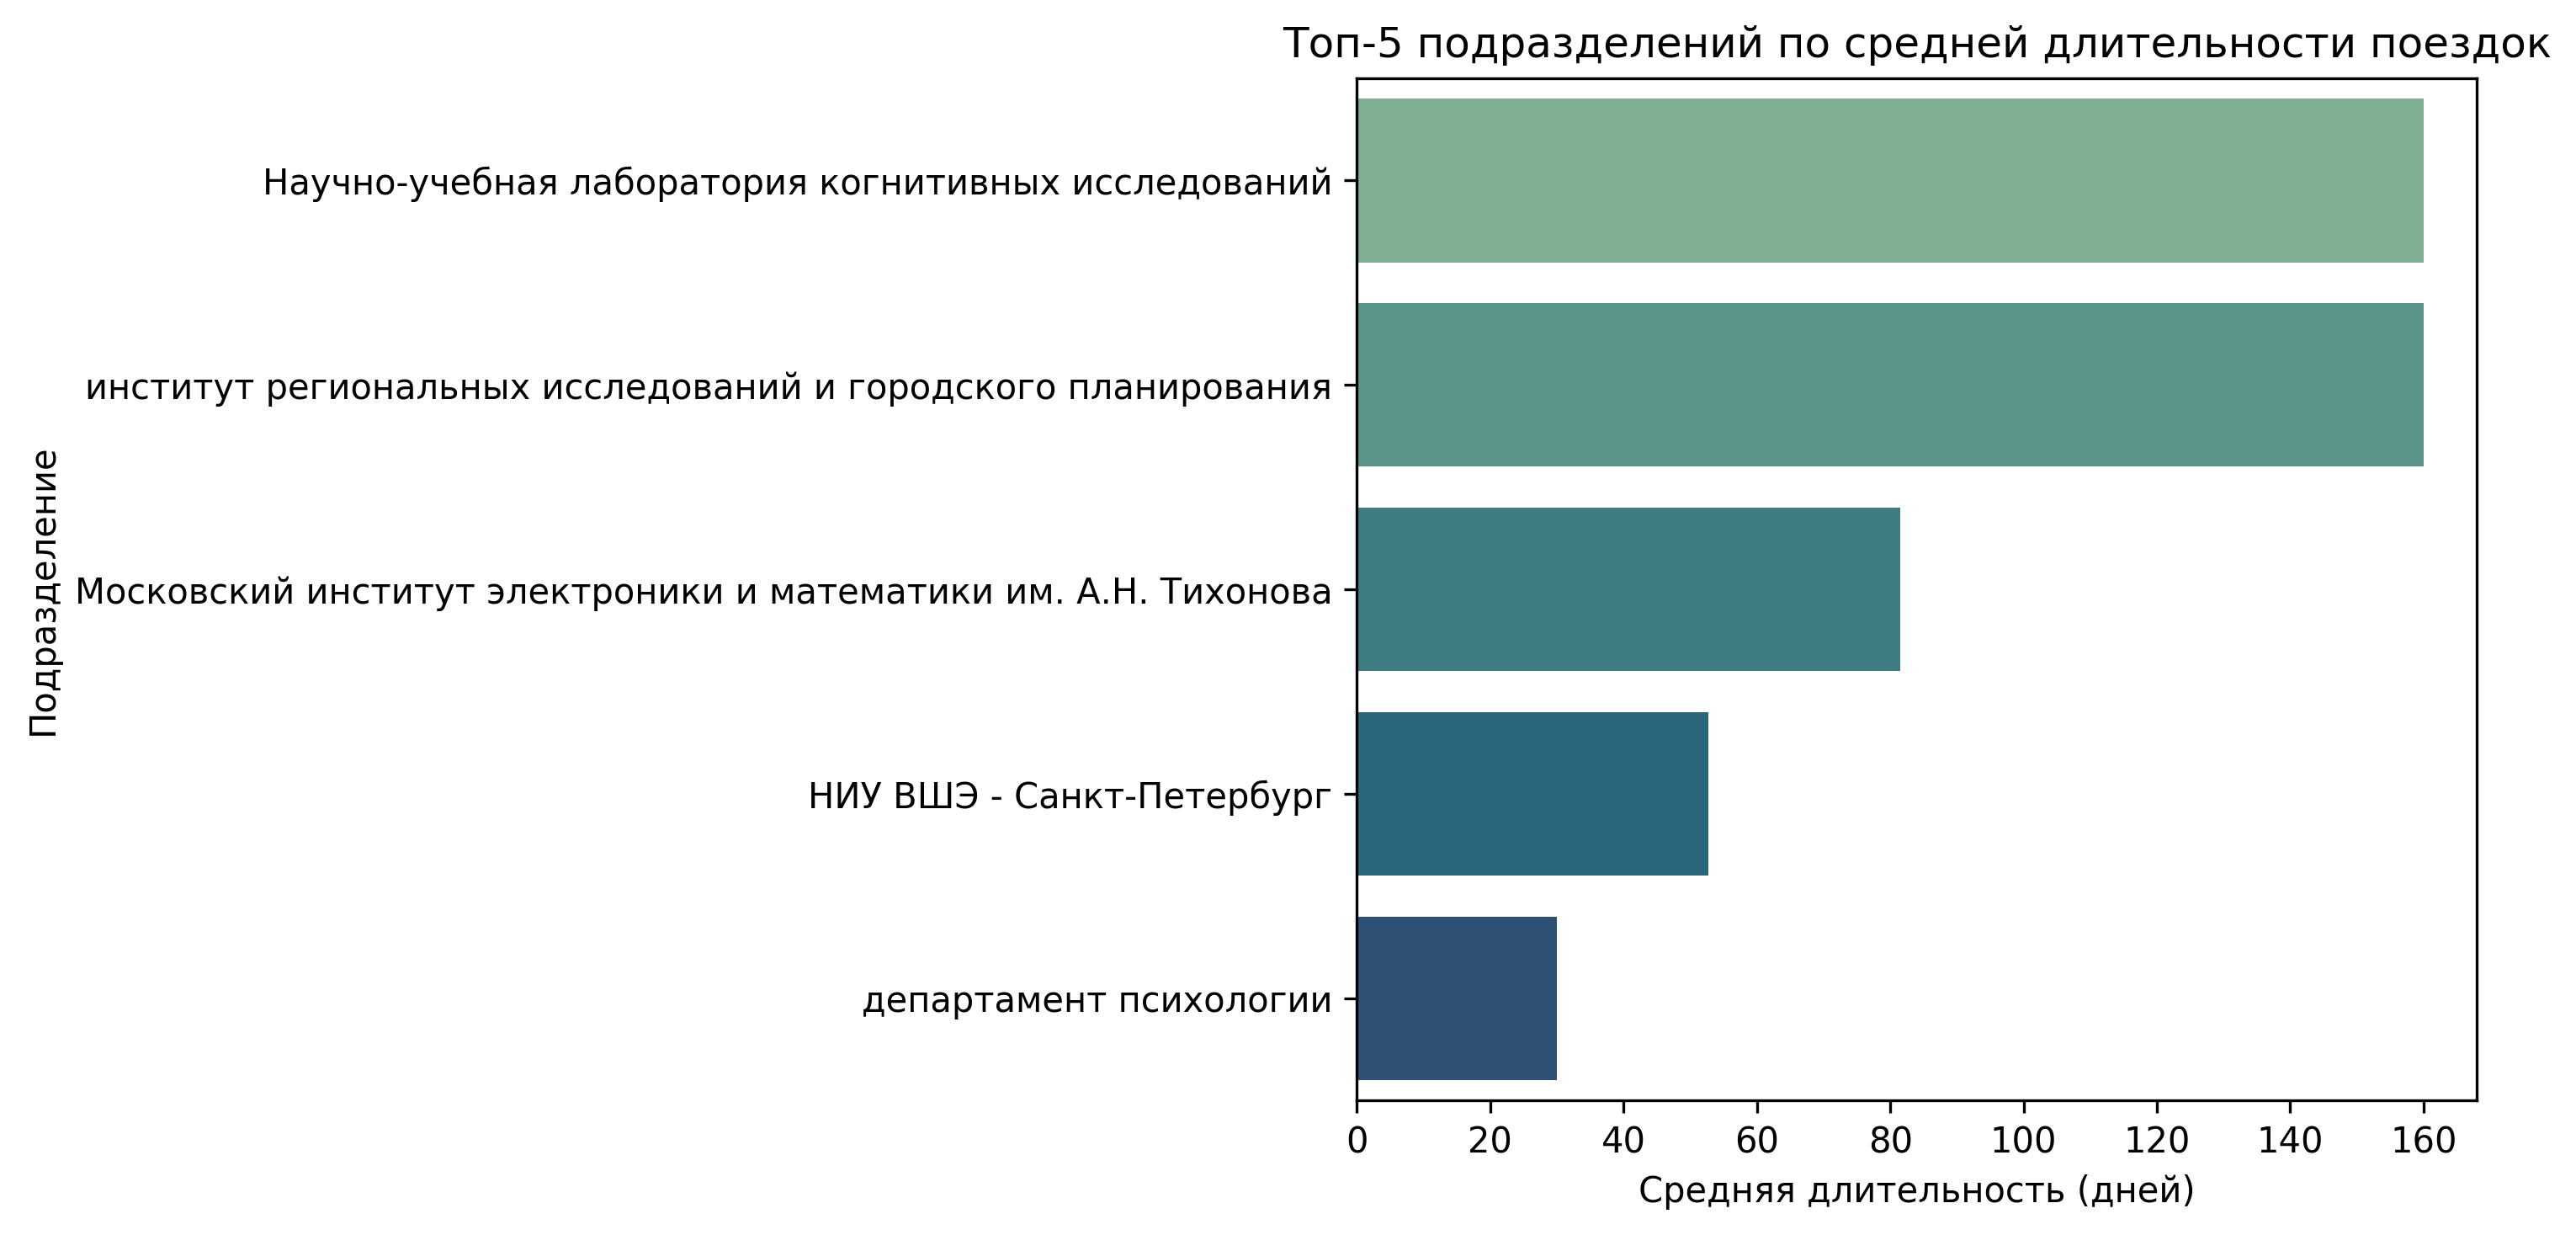 Топ-5 подразделений по средней длительности поездок
Подразделение
Научно-учебная лаборатория когнитивных исследований
институт региональных исследований и городского планирования
Московский институт электроники и математики им. А.Н. Тихонова
НИУ ВШЭ - Санкт-Петербург
департамент психологии
0 20 40 60 80 100 120 140 160
Средняя длительность (дней)